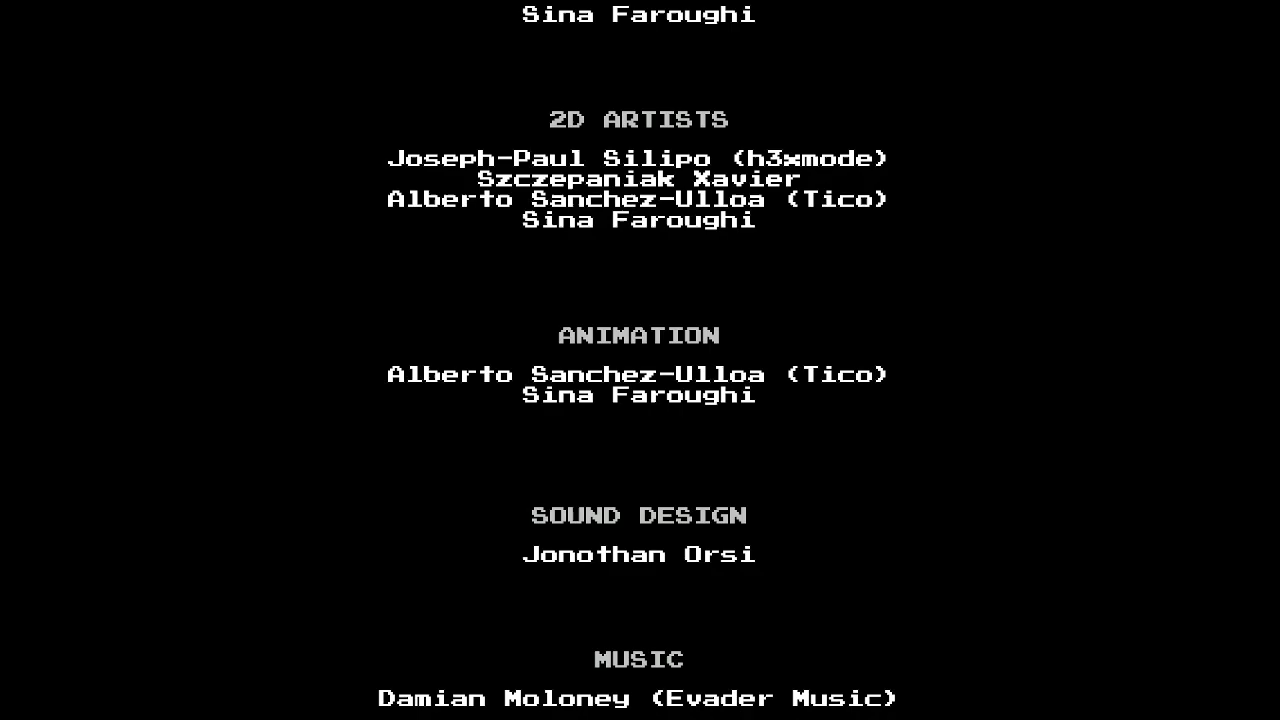 Sina Faroughi
2D ARTISTS
Joseph-Paul Silipo (h3xmode)
Szczepaniak Xavier
Alberto Sanchez-Ulloa (Tico)
Sina Faroughi
ANIMATION
Alberto Sanchez-Ulloa (Tico)
Sina Faroughi
SOUND DESIGN
Jonothan Orsi
MUSIC
Damian Moloney (Evader Music)